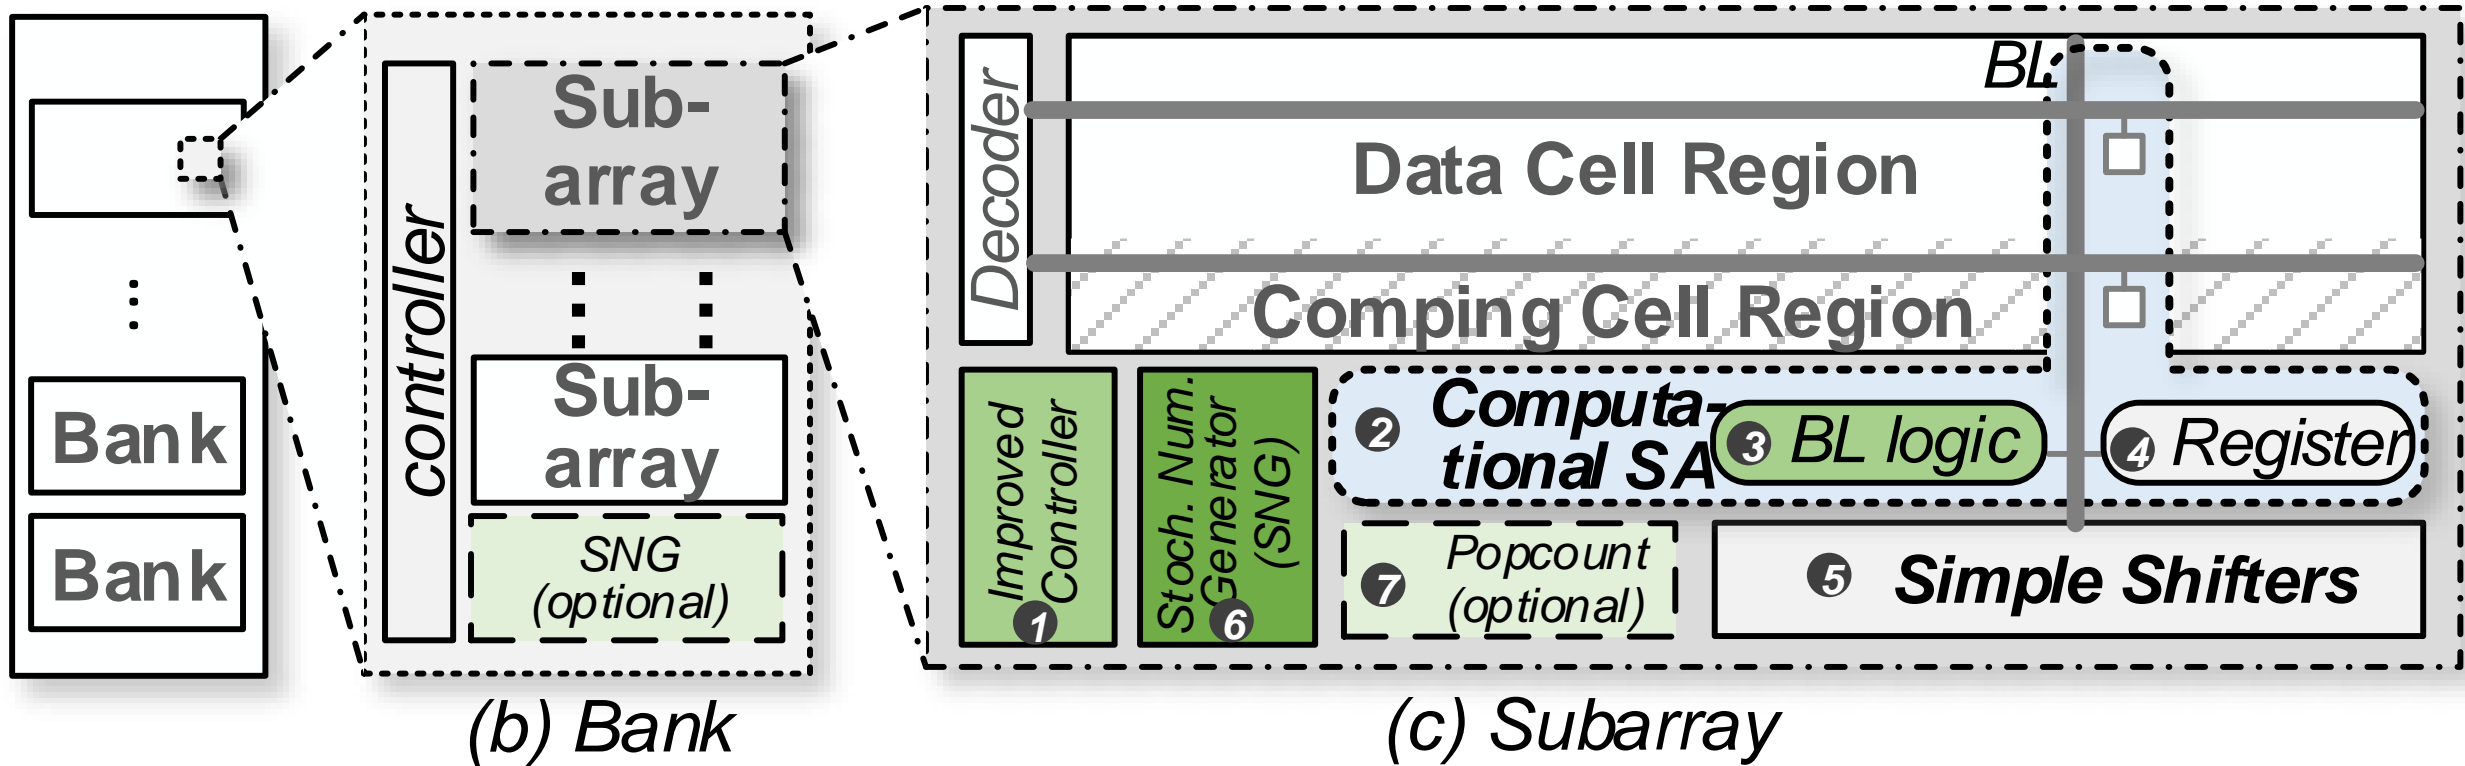 ⋮
Bank
Bank
controller
Sub-
array
Sub-
array
SNG
(optional)
(b) Bank
Decoder
BL
Data Cell Region
Comping Cell Region
1 Improved
Controller
6 Stoch. Num.
Generator
(SNG)
2 Computa-
tional SA
3 BL logic
4 Register
7 Popcount
(optional)
5 Simple Shifters
(c) Subarray